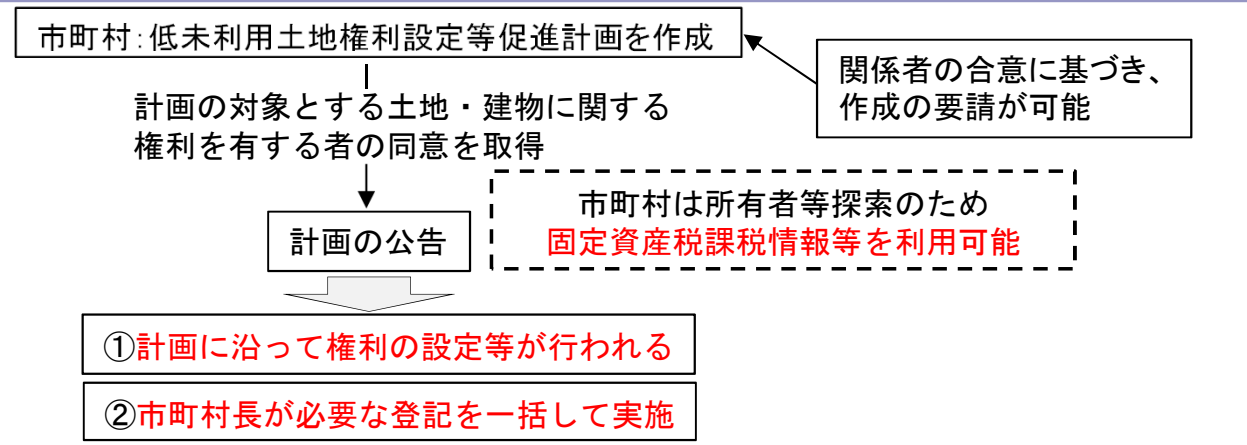 市町村：低未利用土地権利設定等促進計画を作成
関係者の合意に基づき、
作成の要請が可能
計画の対象とする土地・建物に関する
権利を有する者の同意を取得
市町村は所有者等探索のため
固定資産税課税情報等を利用可能
計画の公告
①計画に沿って権利の設定等が行われる
②市町村長が必要な登記を一括して実施